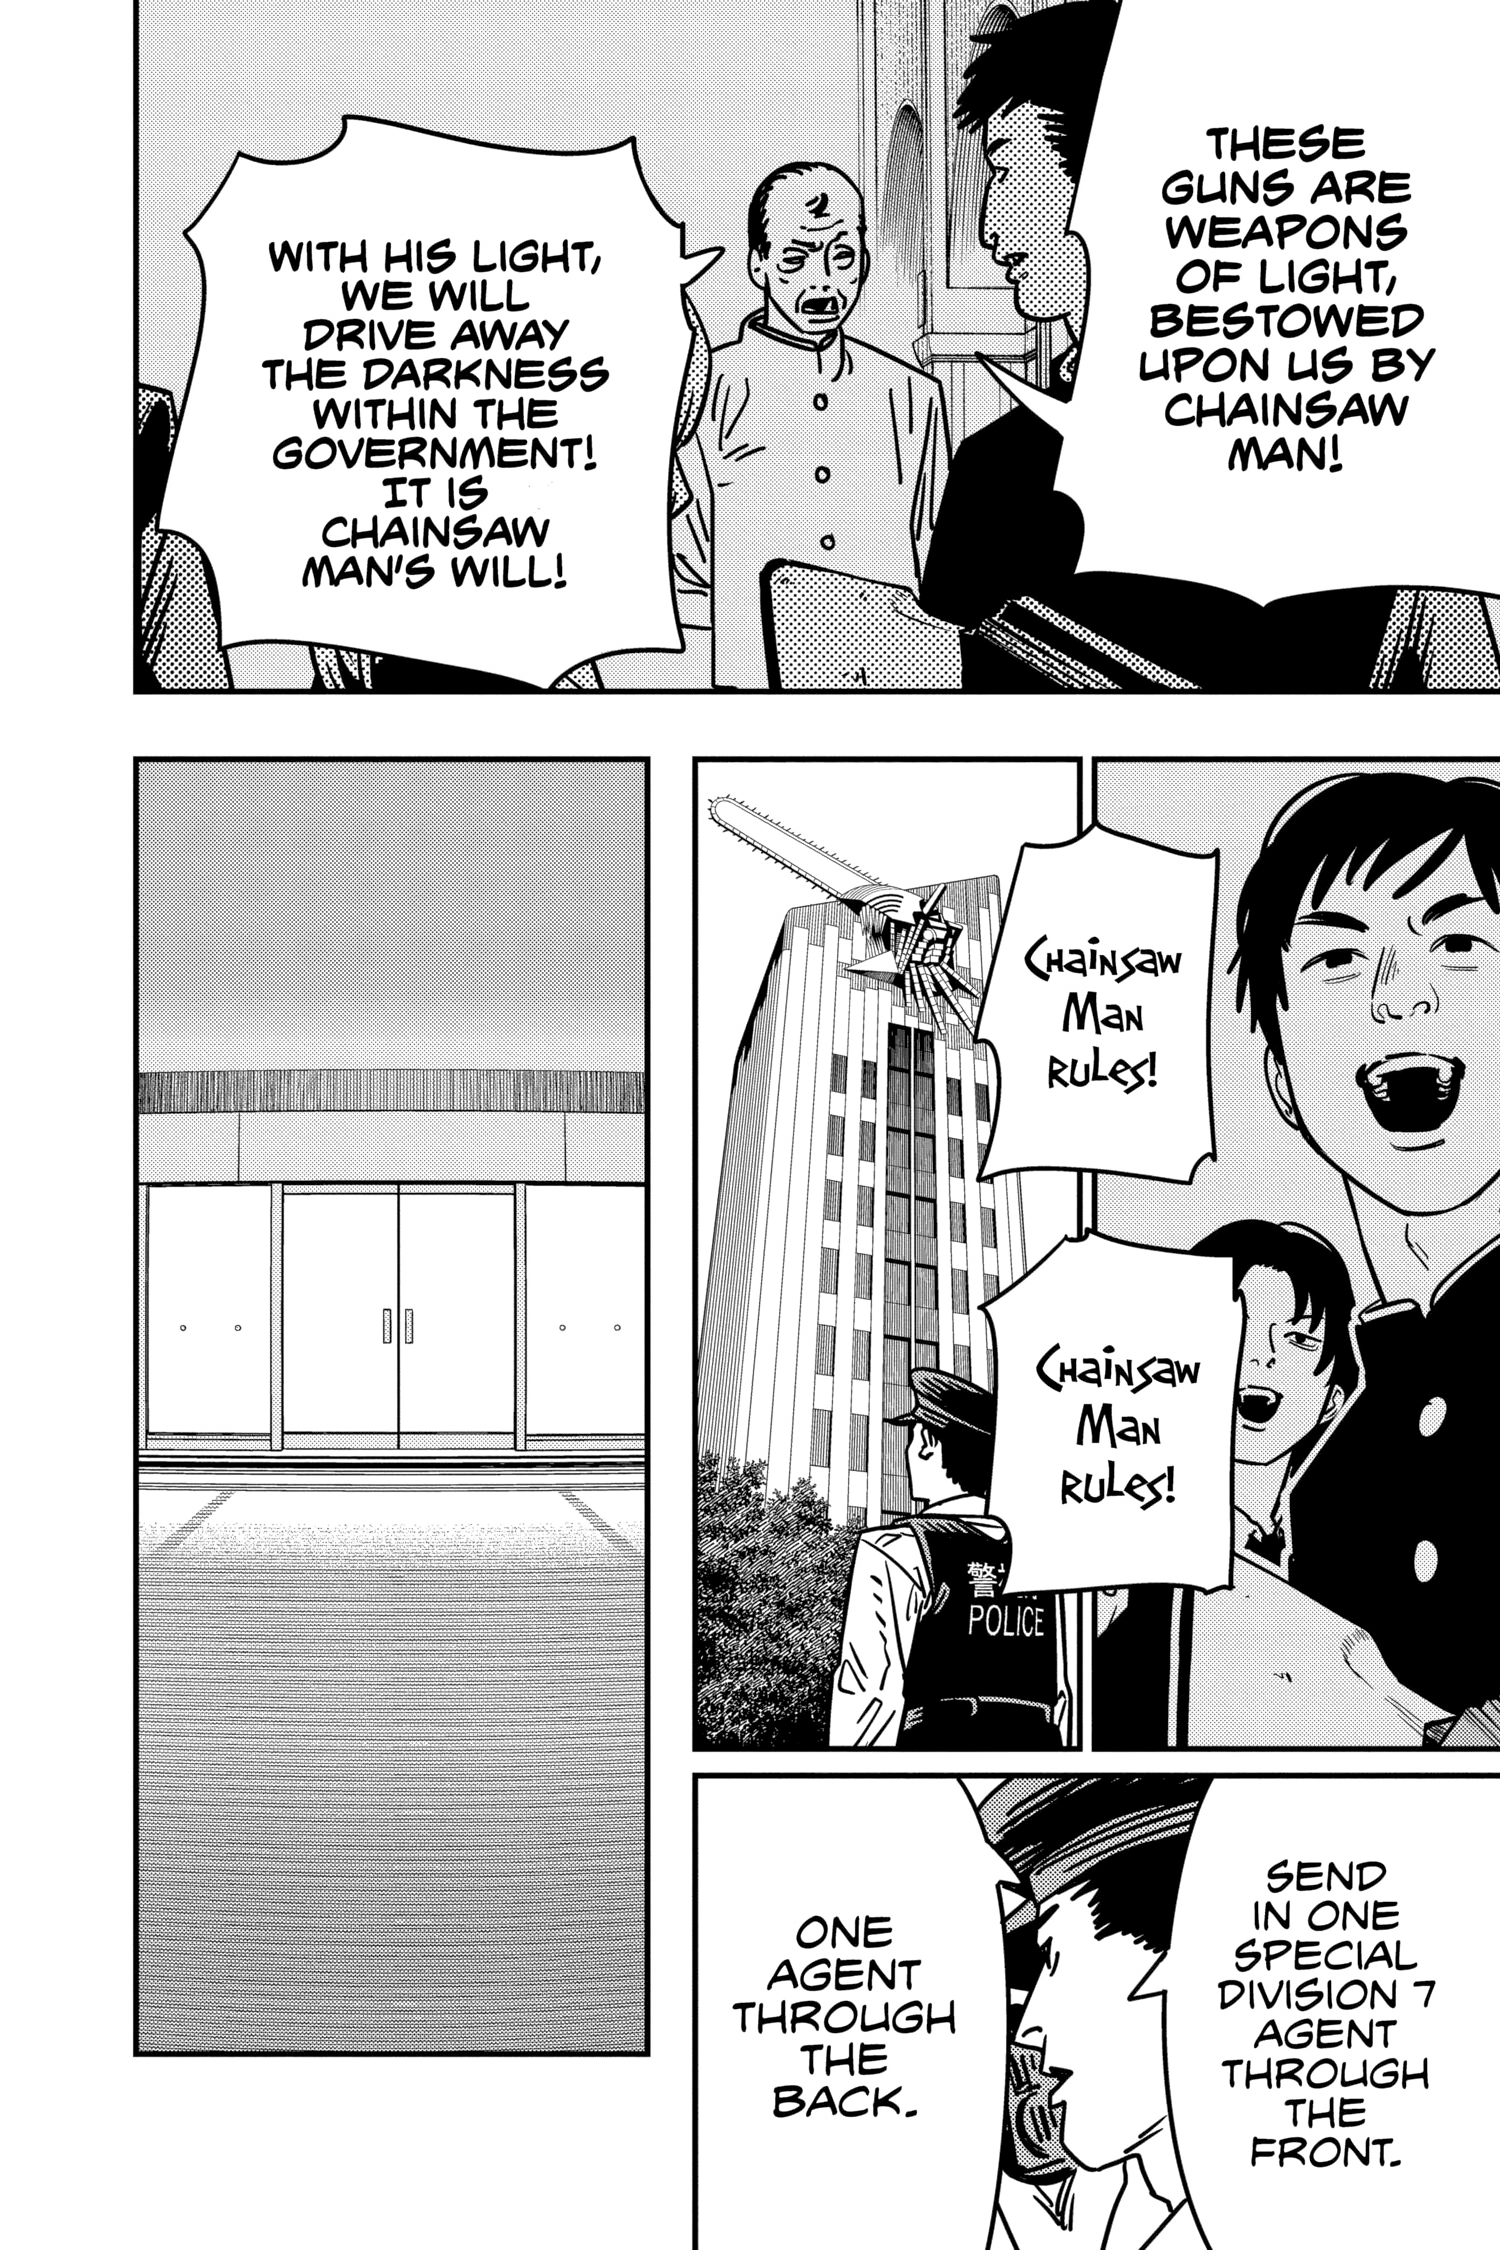 THESE
GUNS ARE
WEAPONS
OF LIGHT,
BESTOWED
UPON US BY
CHAINSAW
MAN!
WITH HIS LIGHT,
WE WILL
DRIVE AWAY
THE DARKNESS
WITHIN THE
GOVERNMENT!
IT IS
CHAINSAW
MAN'S WILL!
CHAINSAW
MAN
RULES!
CHAINSAW
MAN
RULES!
警
POLICE
SEND
IN ONE
SPECIAL
DIVISION 7
AGENT
THROUGH
THE
FRONT.
ONE
AGENT
THROUGH
THE
BACK.